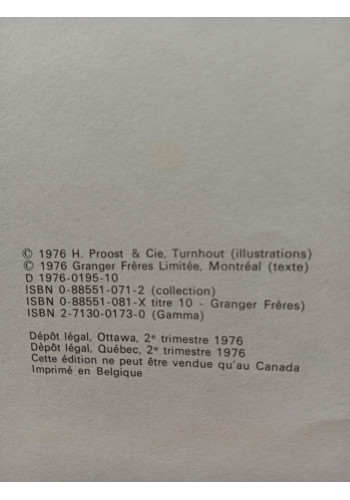 © 1976 H. Proost & Cie, Turnhout (illustrations)
© 1976 Granger Frères Limitée, Montréal (texte)
D 1976-0195-10
ISBN 0-88551-071-2 (collection)
ISBN 0-88551-081-X titre 10 - Granger Frères)
ISBN 2-7130-0173-0 (Gamma)
Dépôt légal, Ottawa, 2e trimestre 1976
Dèpôt légal, Québec, 2e trimestre 1976
Cette édition ne peut être vendue qu'au Canada
Imprimé en Belgique